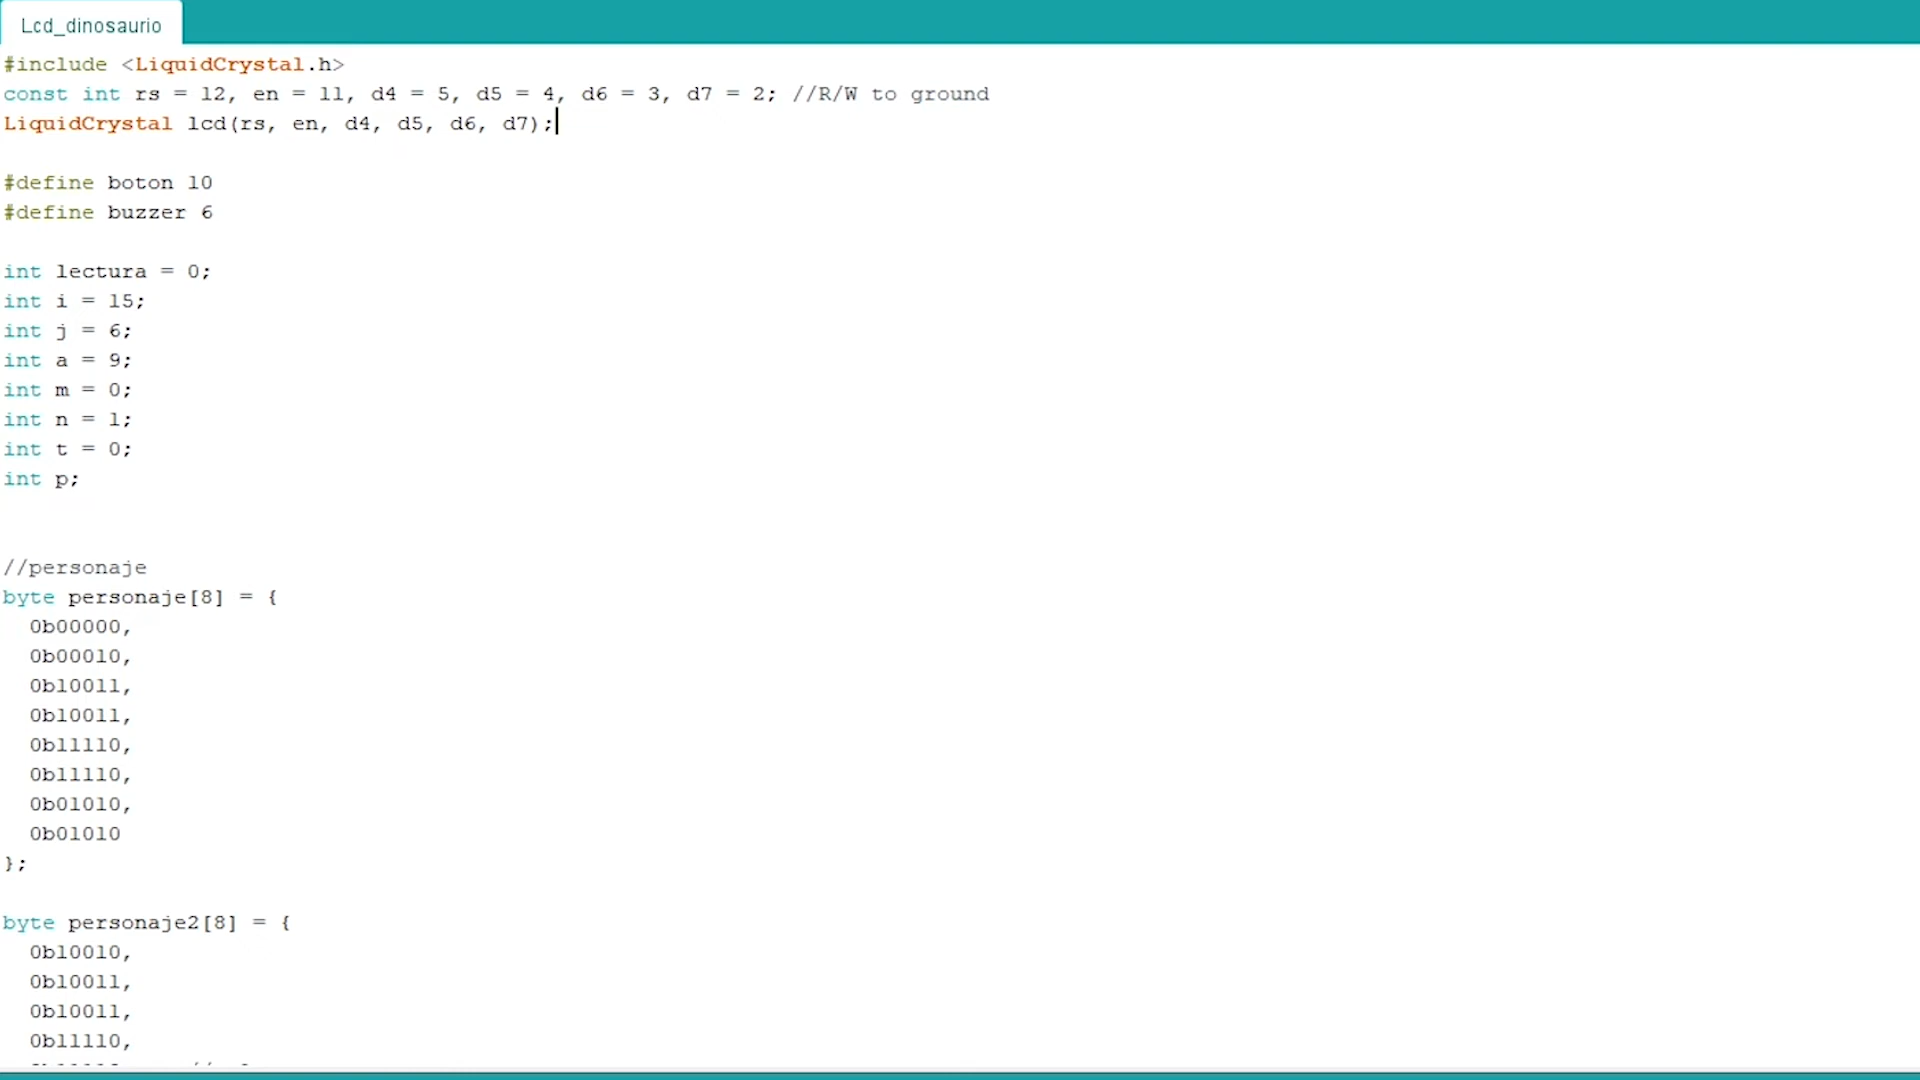 Lcd_dinosaurio
#include <LiquidCrystal.h>
const int rs = 12, en = 11, d4 = 5, d5 = 4, d6 = 3, d7 = 2; //R/W to ground
LiquidCrystal lcd(rs, en, d4, d5, d6, d7);
#define boton 10
#define buzzer 6
int lectura = 0;
int i = 15;
int j = 6;
int a = 9;
int m = 0;
int n = 1;
int t = 0;
int p;
//personaje
byte personaje[8] = {
0b00000,
0b00010,
0b10011,
0b10011,
0b11110,
0b11110,
0b01010,
0b01010
};
byte personaje2[8] = {
0b10010,
0b10011,
0b10011,
0b11110,